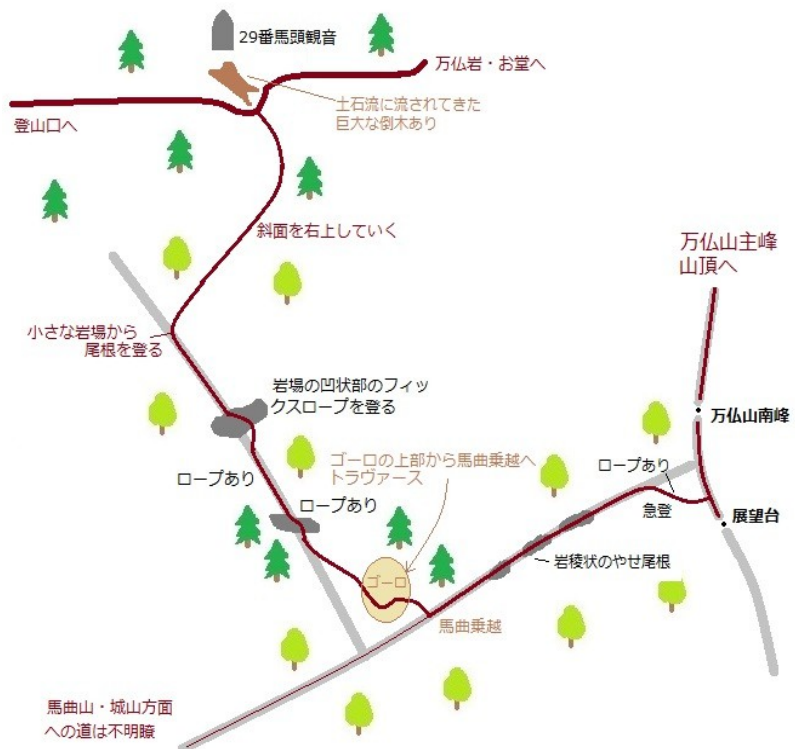 29番馬頭観音
万仏岩・お堂へ
土石流に流されてきた
巨大な倒木あり
登山口へ
斜面を右上していく
万仏山主峰
山頂へ
小さな岩場から
尾根を登る
岩場の凹状部のフィッ
クスロープを登る
万仏山南峰
ゴーロの上部から馬曲乗越へ
トラヴァース
ロープあり
ロープあり
ロープあり
急登
展望台
岩稜状のやせ尾根
ゴーロ
馬曲乗越
馬曲山・城山方面
への道は不明瞭